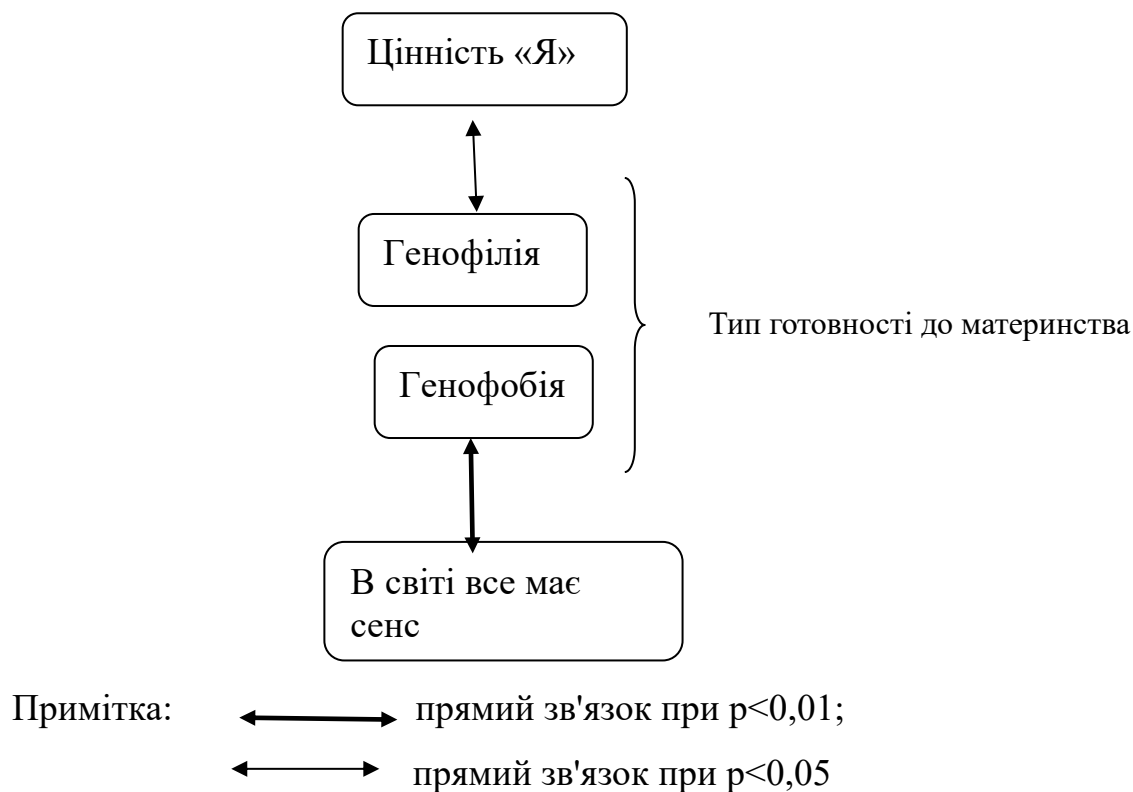 Цінність «Я»
Генофілія
Тип готовності до материнства
Генофобія
В світі все має
сенс
Примітка:
прямий зв'язок при p<0,01;
прямий зв'язок при p<0,05